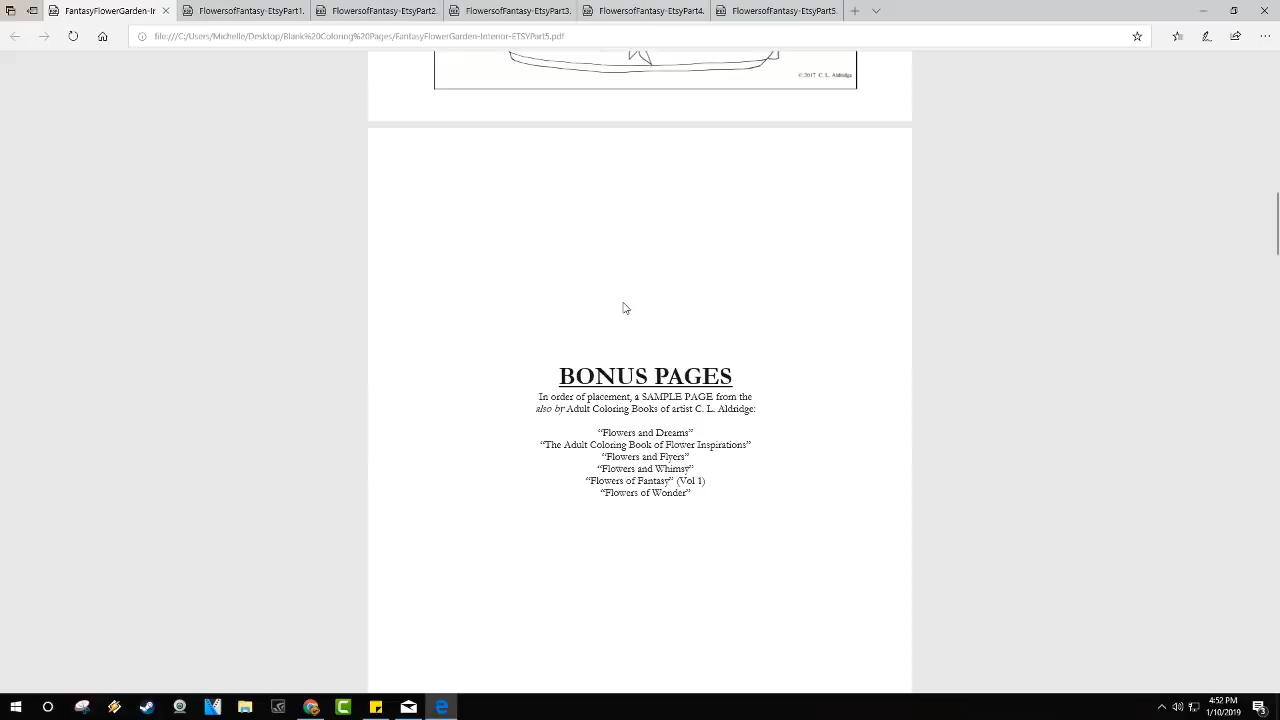 FantasyFlowerGarden-Ir
FlowersofFantasy-EtsyPart1.
FlowersofFantasy-EtsyPart.
FlowersofFantasy-EtsyPart5.
FlowersofFantasy-EtsyPart.
FlowersofFantasy-EtsyPart5.
file:///C:/Users/Michelle/Desktop/Blank%20Coloring%20Pages/FantasyFlowerGarden-Interior-ETSYPart5.pdf
©2017 C. L. Aldridge
BONUS PAGES
In order of placement, a SAMPLE PAGE from the
also by Adult Coloring Books of artist C. L. Aldridge:
“Flowers and Dreams”
“The Adult Coloring Book of Flower Inspirations”
“Flowers and Flyers”
“Flowers and Whimsy”
“Flowers of Fantasy” (Vol 1)
“Flowers of Wonder”
4:52 PM
1/10/2019